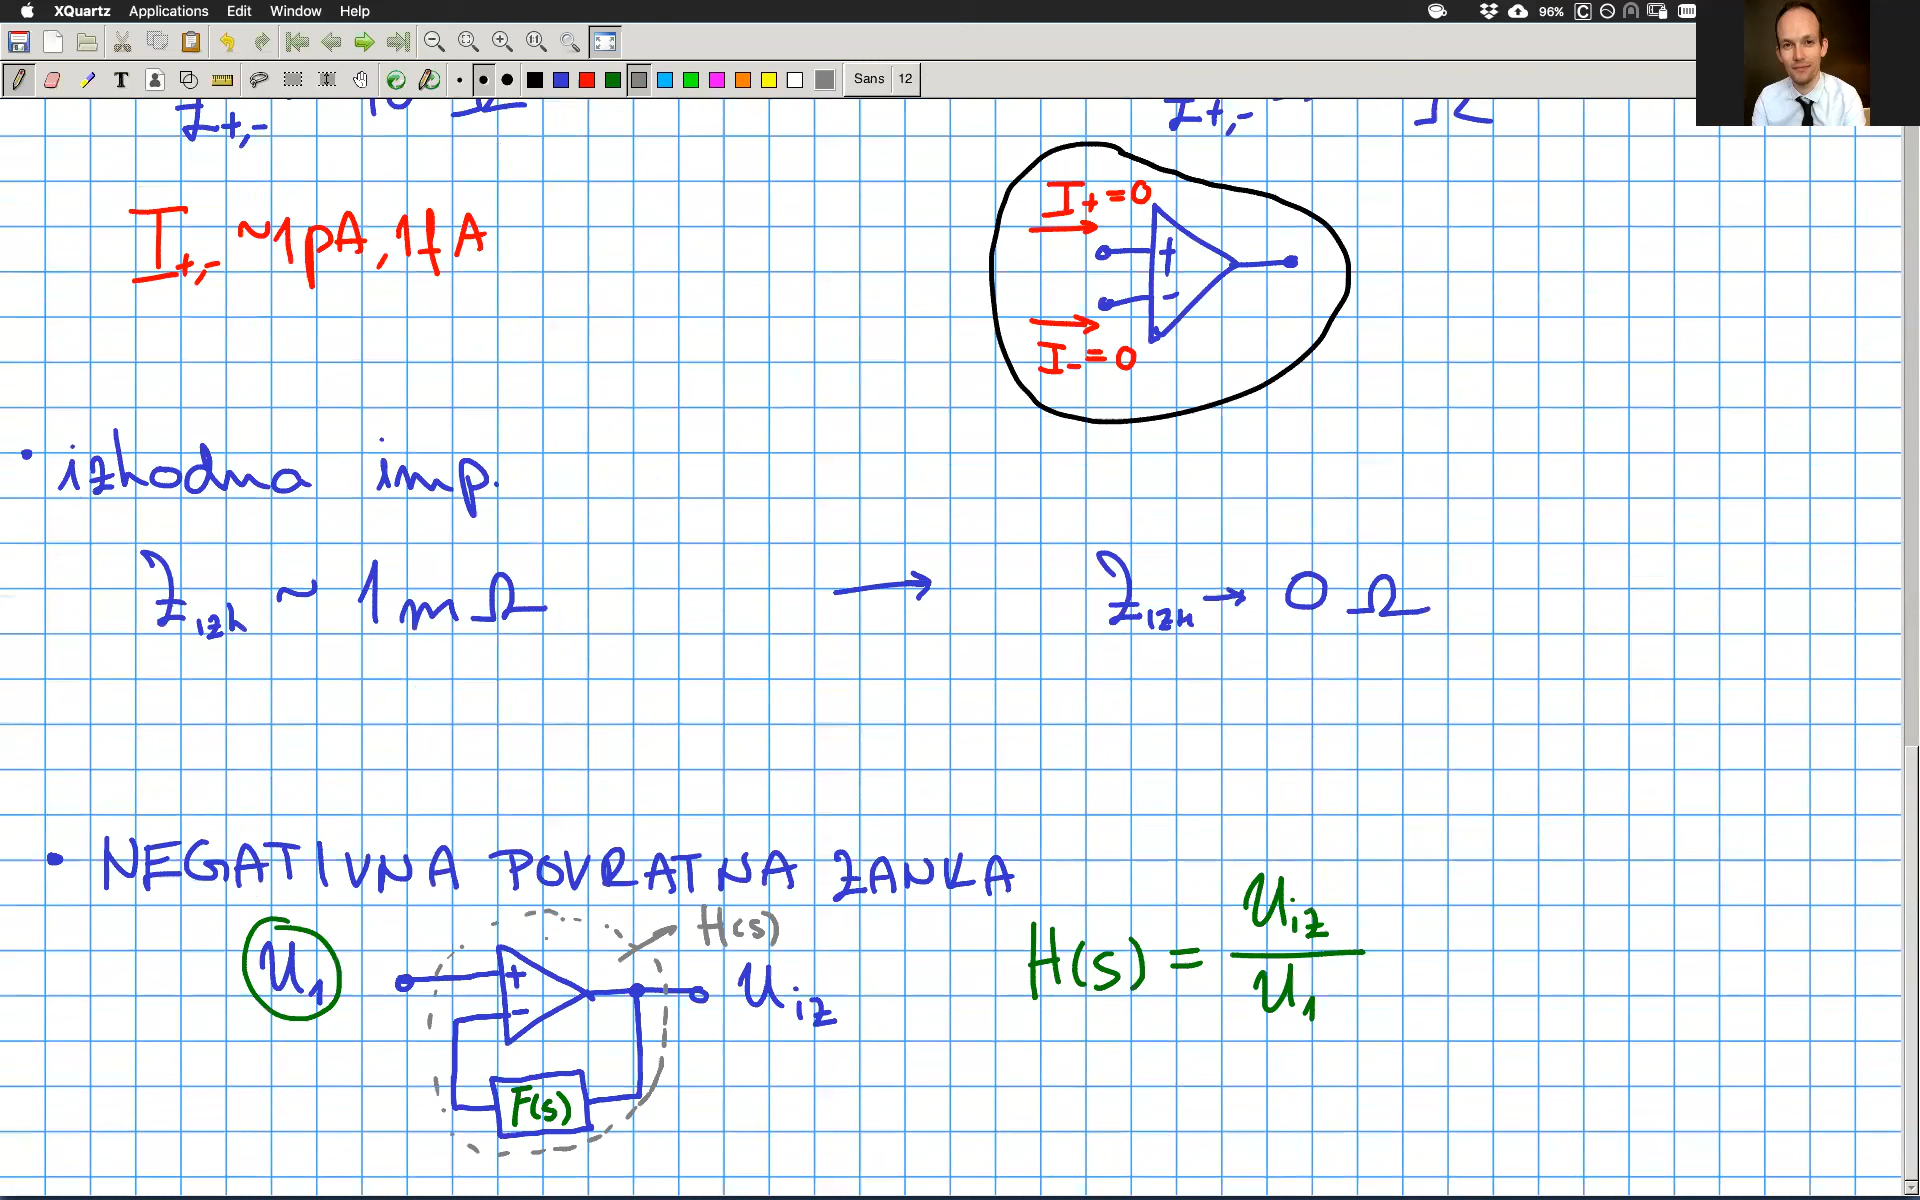 XQuartz Applications Edit Window Help
96%
Sans 12
Z+,-
Z+,-
I+,- ~1pA, 1fA
I+ = 0
+
-
I- = 0
• izhodna imp.
Zizh ~ 1mΩ → Zizh → 0 Ω
• NEGATIVNA POVRATNA ZANKA
H(s)
U1
+
-
Uiz
F(s)
H(s) = Uiz / U1